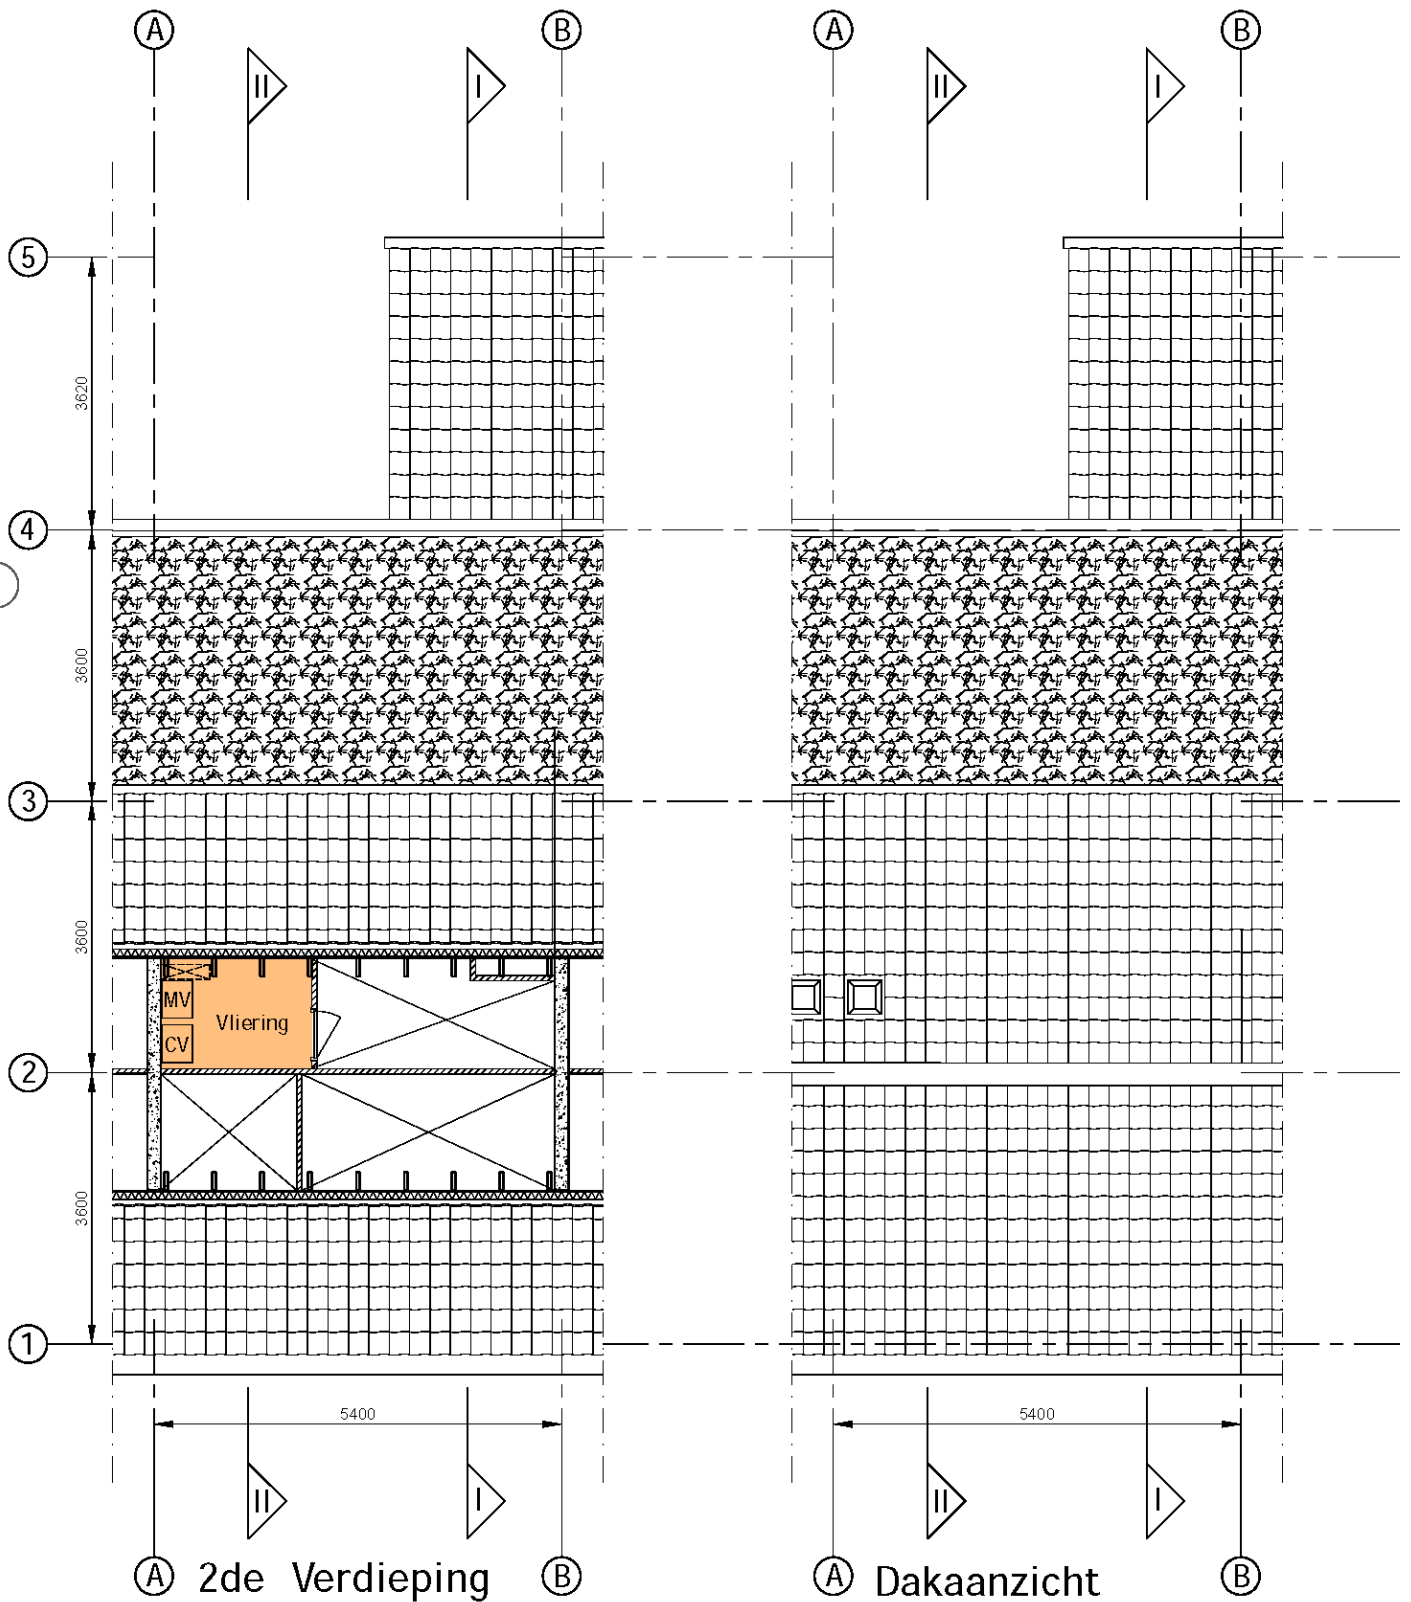 A B A B
II I II I
5
3620
4
3600
3
3600
MV
Vliering
CV
2
3600
1
5400 5400
II I II I
A 2de Verdieping B A Dakaanzicht B